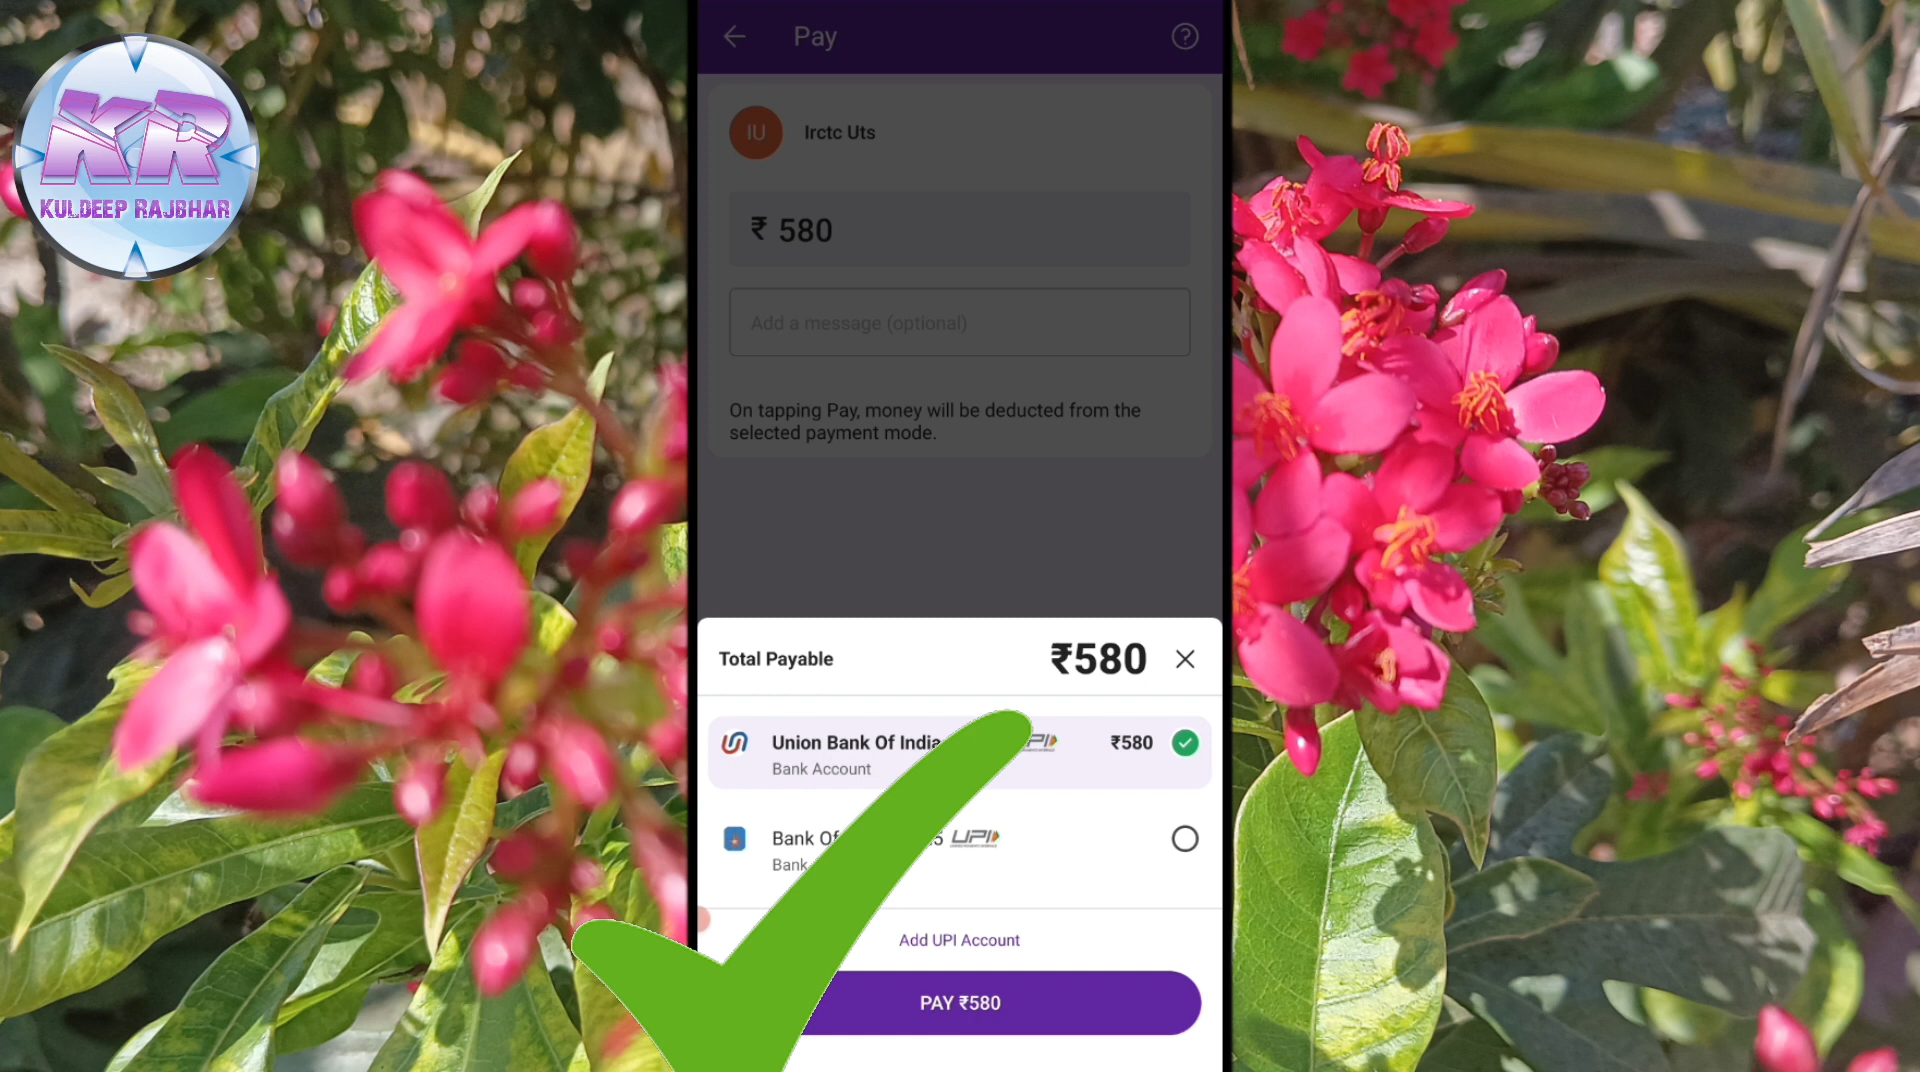 KR
KULDEEP RAJBHAR
Pay
IU
Irctc Uts
₹ 580
Add a message (optional)
On tapping Pay, money will be deducted from the
selected payment mode.
Total Payable
₹580
Union Bank Of India
₹580
Bank Account
Bank
UPI
Bank
Add UPI Account
PAY ₹580